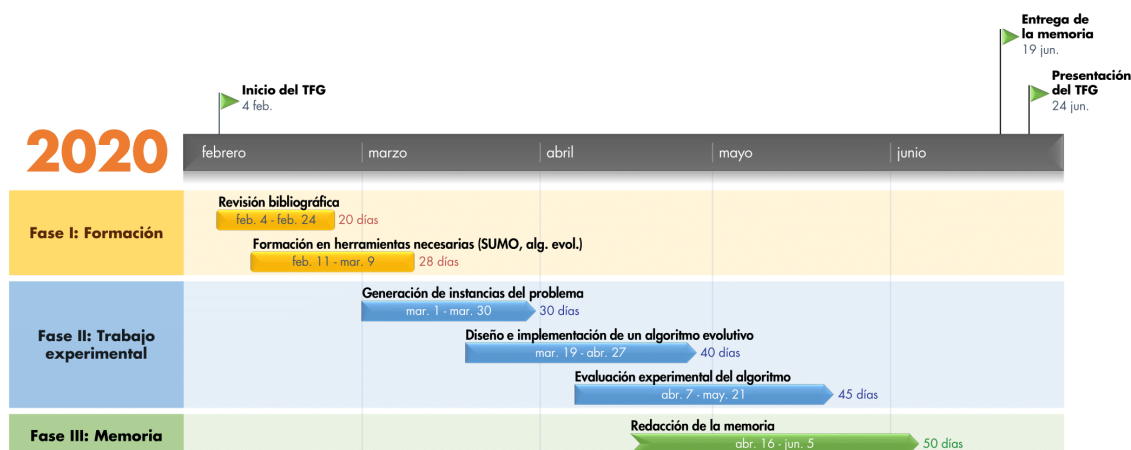 Entrega de
la memoria
19 jun.
Presentación
del TFG
24 jun.
Inicio del TFG
4 feb.
2020
febrero
marzo
abril
mayo
junio
Fase I: Formación
Revisión bibliográfica
feb. 4 - feb. 24
20 días
Formación en herramientas necesarias (SUMO, alg. evol.)
feb. 11 - mar. 9
28 días
Fase II: Trabajo
experimental
Generación de instancias del problema
mar. 1 - mar. 30
30 días
Diseño e implementación de un algoritmo evolutivo
mar. 19 - abr. 27
40 días
Evaluación experimental del algoritmo
abr. 7 - may. 21
45 días
Fase III: Memoria
Redacción de la memoria
abr. 16 - jun. 5
50 días